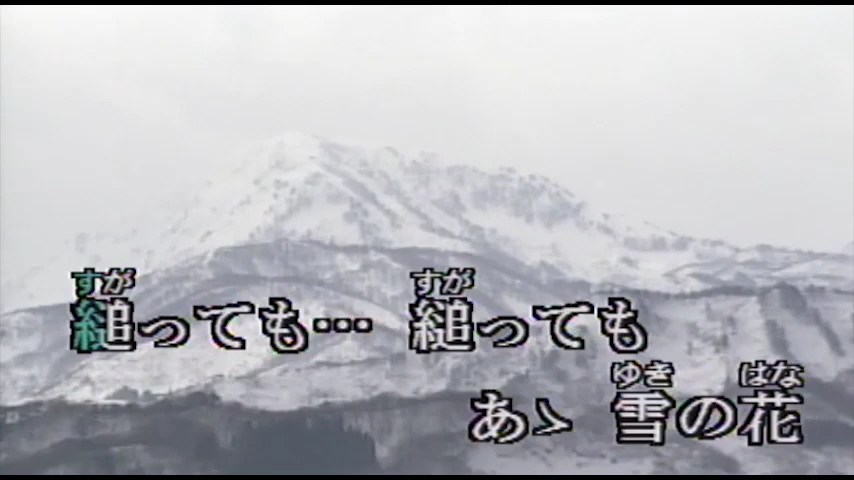 すが すが
縋っても… 縋っても
ゆき はな
あゝ 雪の花